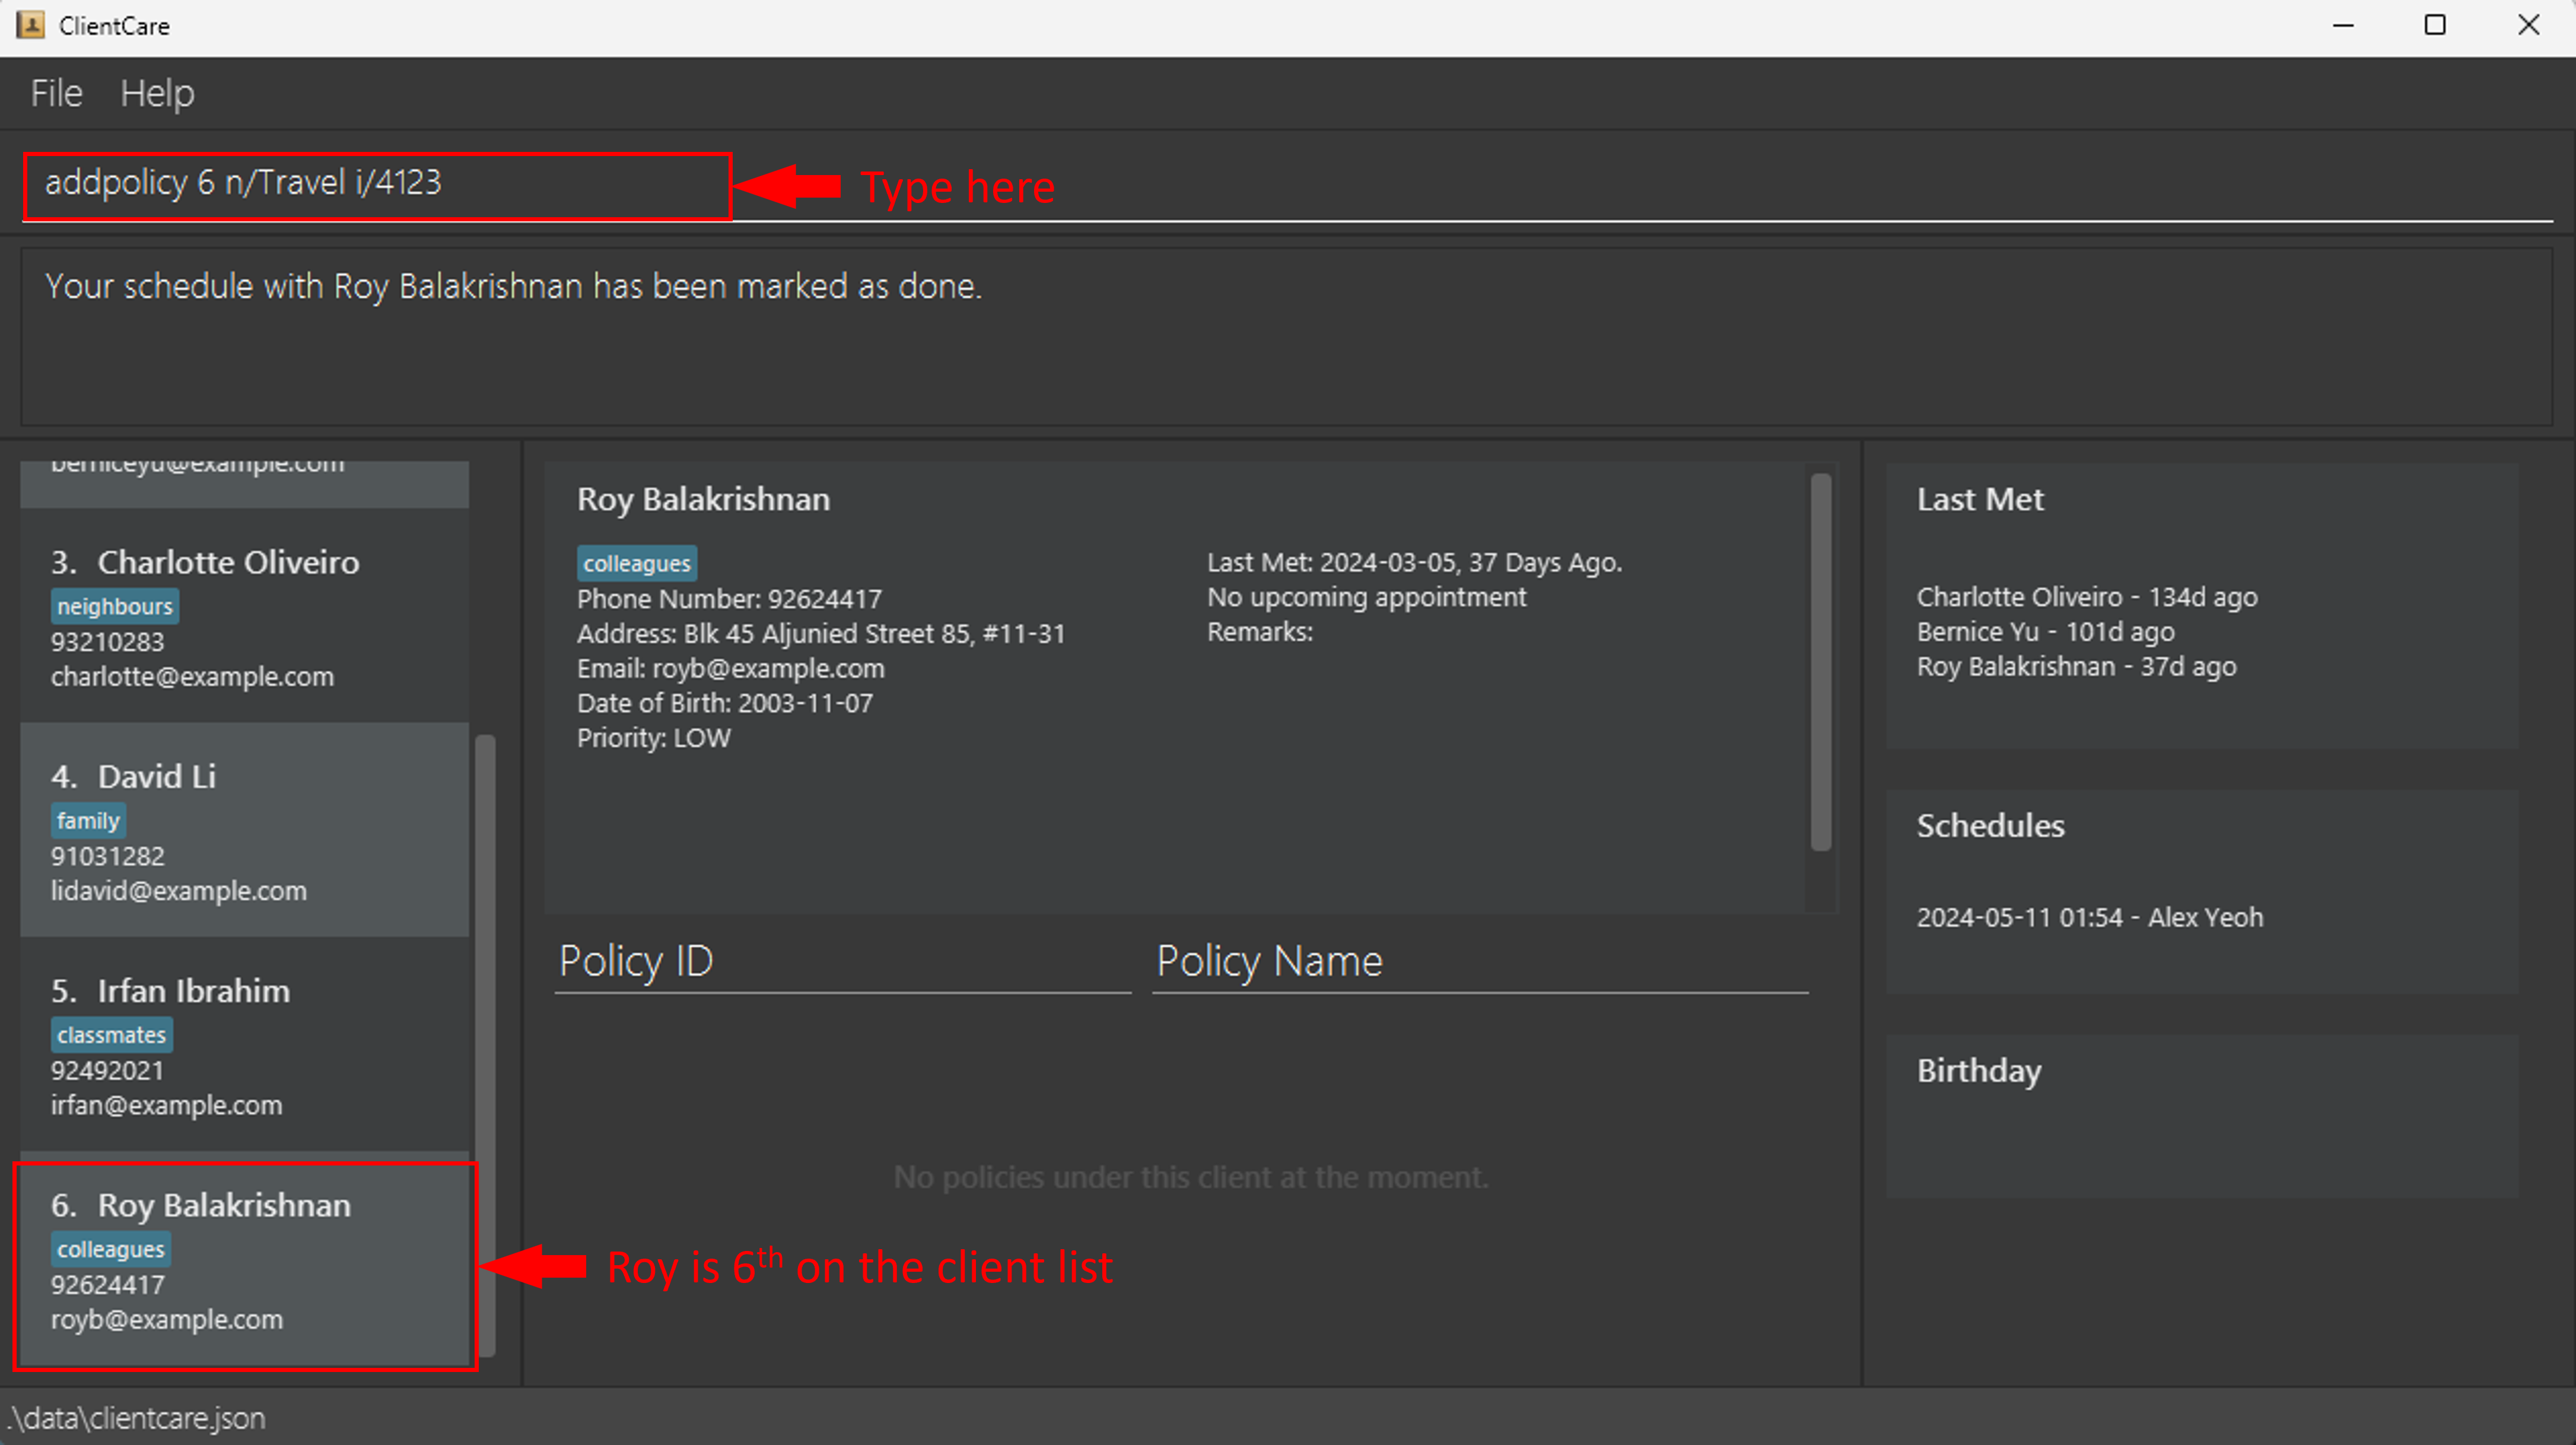 ClientCare
File Help
addpolicy 6 n/Travel i/4123
Type here
Your schedule with Roy Balakrishnan has been marked as done.
berniceyu@example.com
3. Charlotte Oliveiro
neighbours
93210283
charlotte@example.com
4. David Li
family
91031282
lidavid@example.com
5. Irfan Ibrahim
classmates
92492021
irfan@example.com
6. Roy Balakrishnan
colleagues
92624417
royb@example.com
Roy is 6th on the client list
Roy Balakrishnan
colleagues
Phone Number: 92624417
Address: Blk 45 Aljunied Street 85, #11-31
Email: royb@example.com
Date of Birth: 2003-11-07
Priority: LOW
Last Met: 2024-03-05, 37 Days Ago.
No upcoming appointment
Remarks:
Policy ID
Policy Name
No policies under this client at the moment.
Last Met
Charlotte Oliveiro - 134d ago
Bernice Yu - 101d ago
Roy Balakrishnan - 37d ago
Schedules
2024-05-11 01:54 - Alex Yeoh
Birthday
.\data\clientcare.json